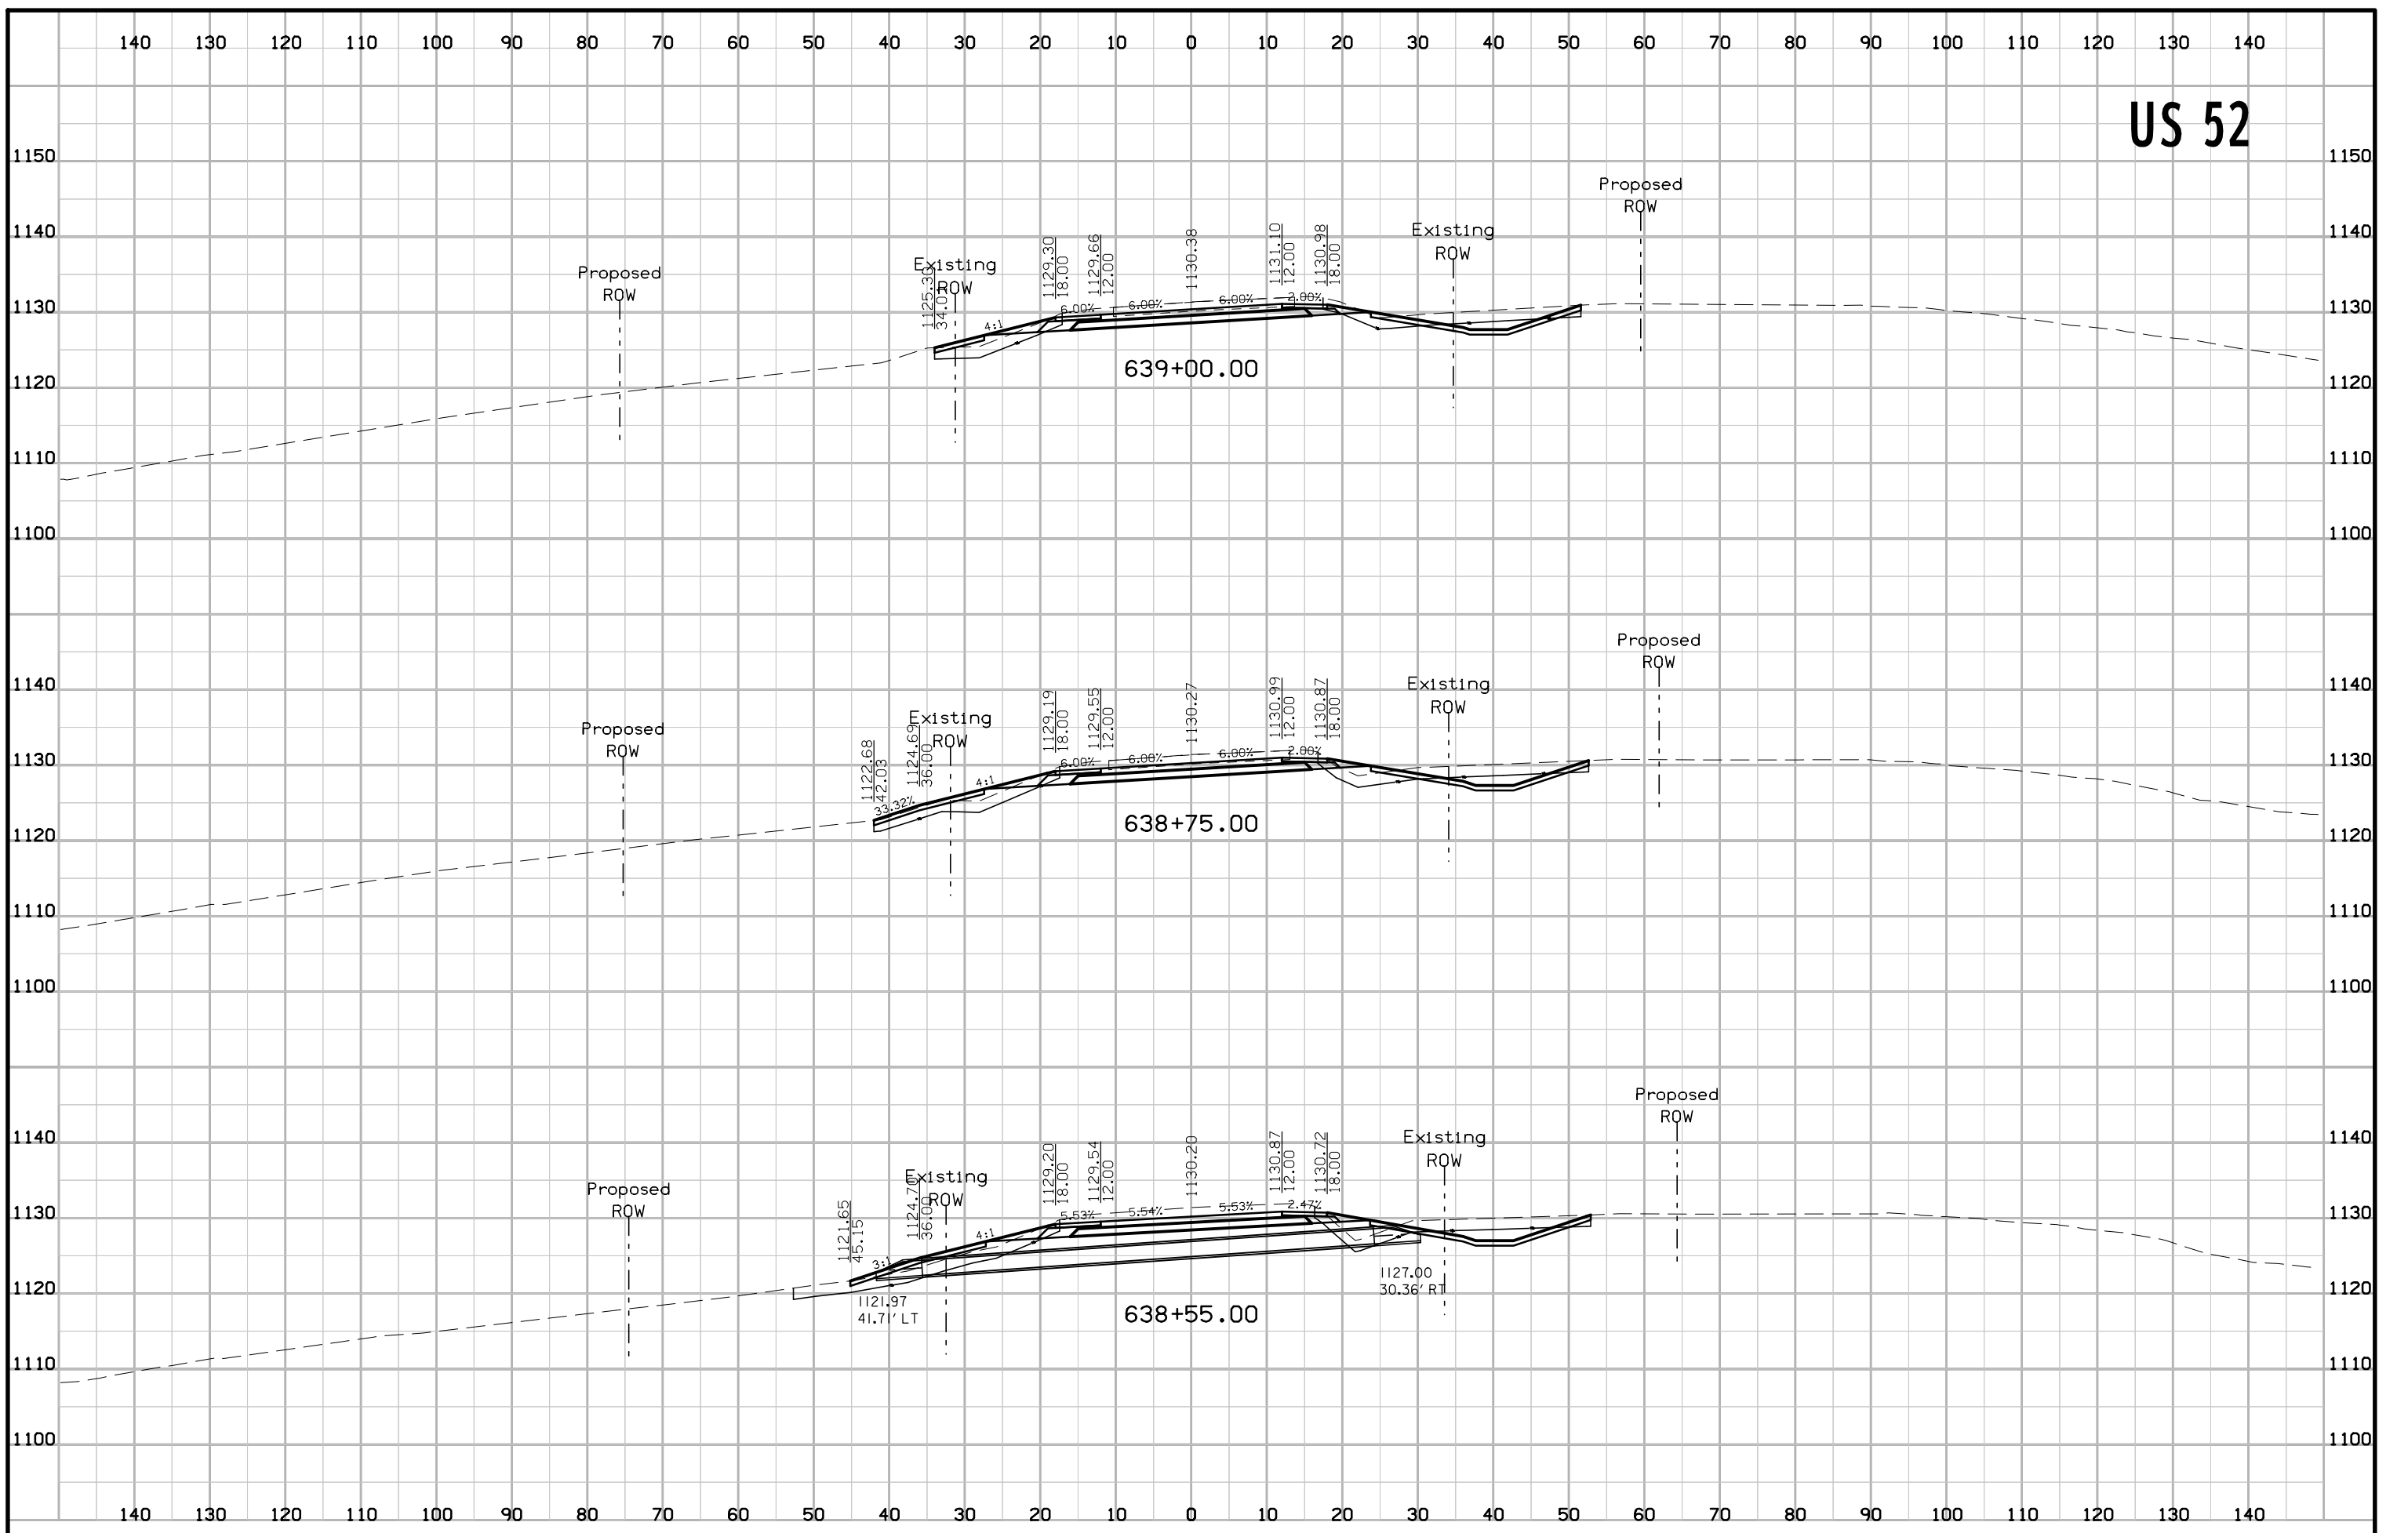 140 130 120 110 100 90 80 70 60 50 40 30 20 10 0 10 20 30 40 50 60 70 80 90 100 110 120 130 140
US 52
1150 1150
Proposed
ROW
1140 1140
Existing
ROW
Existing
ROW
Proposed
ROW
1125.30
34.01
1129.30
18.00
1129.66
12.00
1130.38
1131.10
12.00
1130.98
18.00
1130 1130
4:1 6.00% 6.00% 6.00% 2.00%
639+00.00
1120 1120
1110 1110
1100 1100
Proposed
ROW
1140 1140
Existing
ROW
Existing
ROW
Proposed
ROW
1122.68
42.03
1124.69
36.00
1129.19
18.00
1129.55
12.00
1130.27
1130.99
12.00
1130.87
18.00
1130 1130
33.32% 4:1 6.00% 6.00% 6.00% 2.00%
638+75.00
1120 1120
1110 1110
1100 1100
Proposed
ROW
1140 1140
Existing
ROW
Existing
ROW
Proposed
ROW
1121.65
45.15
1124.70
36.00
1129.20
18.00
1129.54
12.00
1130.20
1130.87
12.00
1130.72
18.00
1130 1130
3:1 4:1 5.53% 5.54% 5.53% 2.47%
1127.00
30.36' RT
1121.97
41.71' LT
638+55.00
1120 1120
1110 1110
1100 1100
140 130 120 110 100 90 80 70 60 50 40 30 20 10 0 10 20 30 40 50 60 70 80 90 100 110 120 130 140